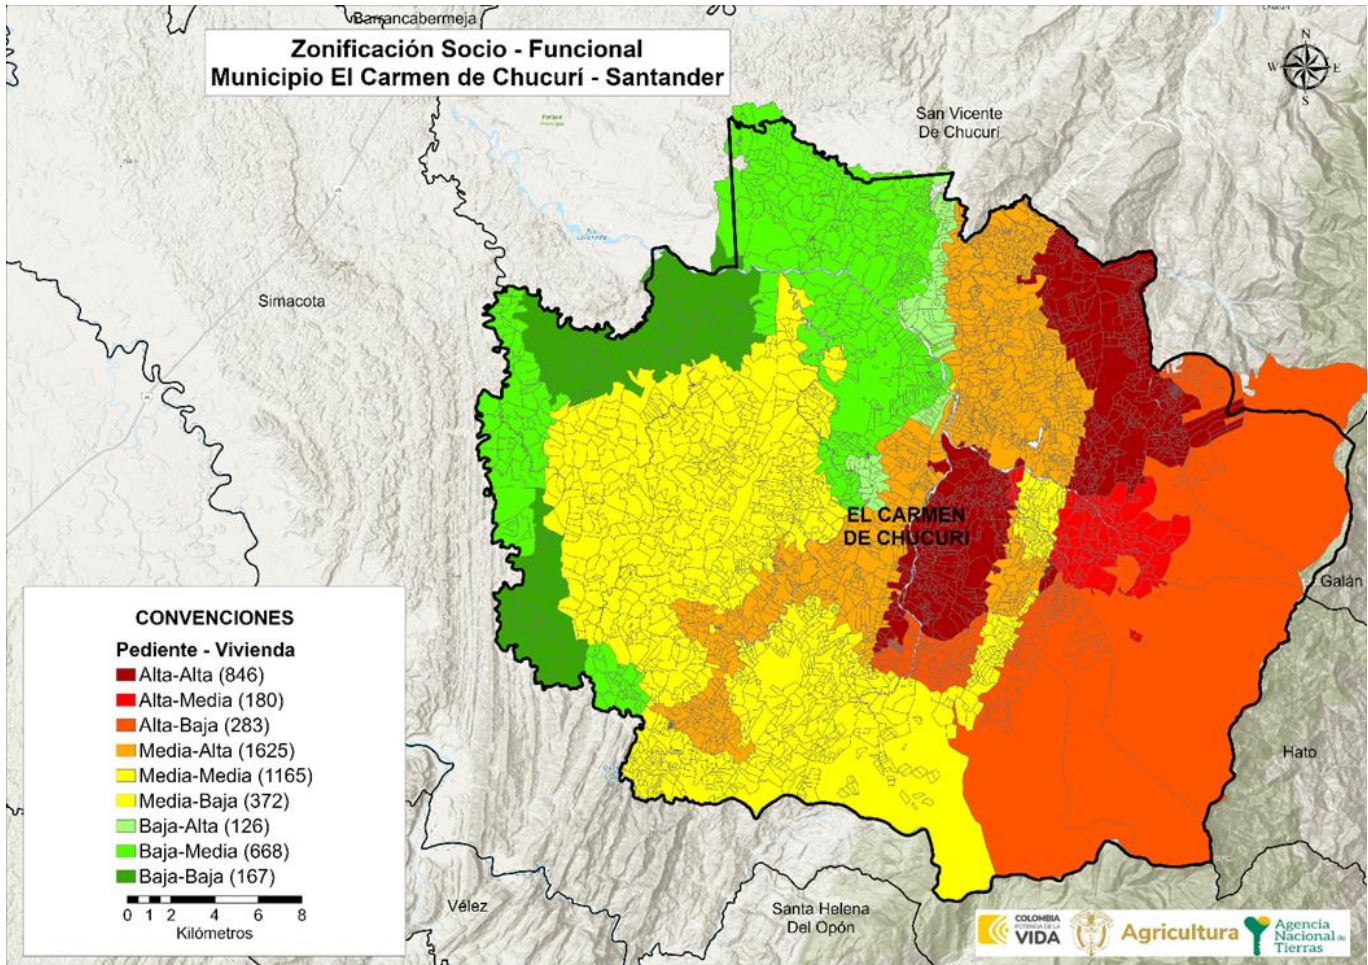 Barrancabermeja
Zonificación Socio - Funcional
Municipio El Carmen de Chucurí - Santander
N
W
E
S
San Vicente
De Chucurí
Simacota
EL CARMEN
DE CHUCURÍ
Galán
Hato
Vélez
Santa Helena
Del Opón
CONVENCIONES
Pediente - Vivienda
Alta-Alta (846)
Alta-Media (180)
Alta-Baja (283)
Media-Alta (1625)
Media-Media (1165)
Media-Baja (372)
Baja-Alta (126)
Baja-Media (668)
Baja-Baja (167)
0 1 2 4 6 8
Kilómetros
COLOMBIA
POTENCIA DE LA
VIDA
Agricultura
Agencia
Nacional de
Tierras